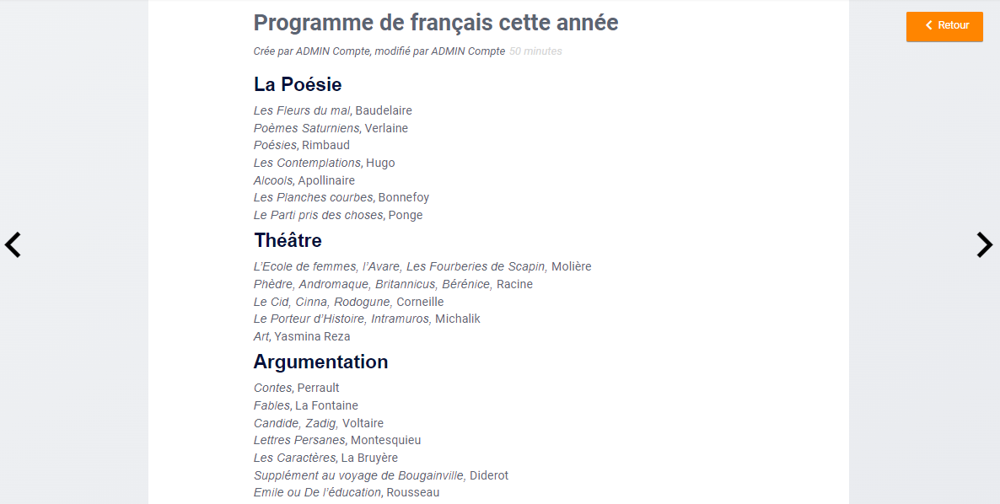 Programme de français cette année
Retour
Crée par ADMIN Compte, modifié par ADMIN Compte 50 minutes
La Poésie
Les Fleurs du mal, Baudelaire
Poèmes Saturniens, Verlaine
Poésies, Rimbaud
Les Contemplations, Hugo
Alcools, Apollinaire
Les Planches courbes, Bonnefoy
Le Parti pris des choses, Ponge
Théâtre
L’Ecole de femmes, l’Avare, Les Fourberies de Scapin, Molière
Phèdre, Andromaque, Britannicus, Bérénice, Racine
Le Cid, Cinna, Rodogune, Corneille
Le Porteur d’Histoire, Intramuros, Michalik
Art, Yasmina Reza
Argumentation
Contes, Perrault
Fables, La Fontaine
Candide, Zadig, Voltaire
Lettres Persanes, Montesquieu
Les Caractères, La Bruyère
Supplément au voyage de Bougainville, Diderot
Emile ou De l’éducation, Rousseau